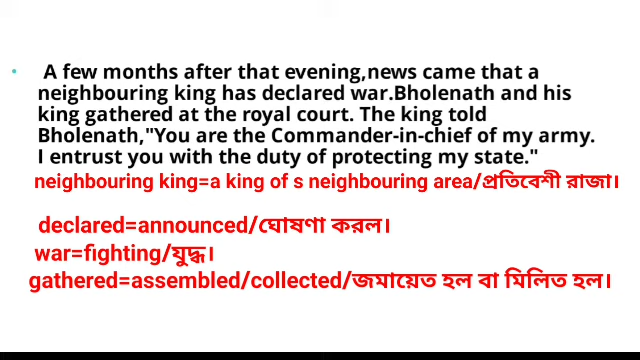 • A few months after that evening,news came that a
neighbouring king has declared war.Bholenath and his
king gathered at the royal court. The king told
Bholenath,"You are the Commander-in-chief of my army.
I entrust you with the duty of protecting my state."
neighbouring king=a king of s neighbouring area/প্রতিবেশী রাজা।
declared=announced/ঘোষণা করল।
war=fighting/যুদ্ধ।
gathered=assembled/collected/জমায়েত হল বা মিলিত হল।